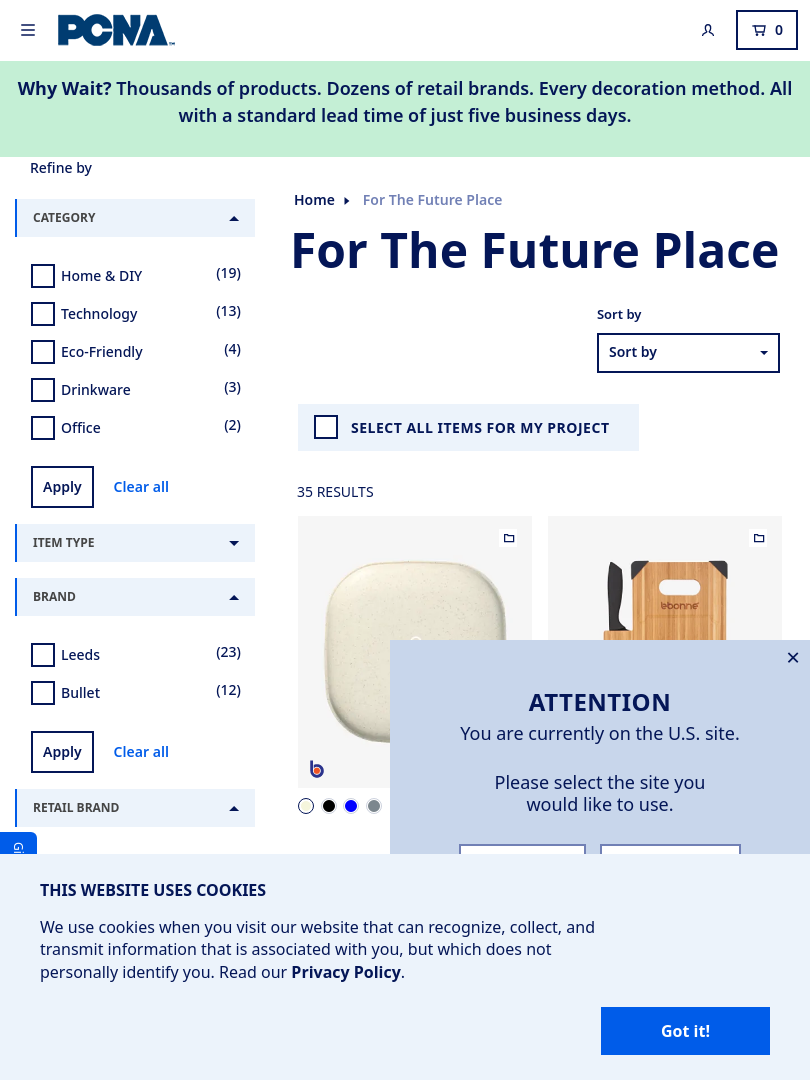 PCNA
0
Why Wait? Thousands of products. Dozens of retail brands. Every decoration method. All
with a standard lead time of just five business days.
Refine by
CATEGORY
Home & DIY (19)
Technology (13)
Eco-Friendly (4)
Drinkware (3)
Office (2)
Apply Clear all
ITEM TYPE
BRAND
Leeds (23)
Bullet (12)
Apply Clear all
RETAIL BRAND
Home For The Future Place
For The Future Place
Sort by
Sort by
SELECT ALL ITEMS FOR MY PROJECT
35 RESULTS
bebonne
b
ATTENTION
You are currently on the U.S. site.
Please select the site you
would like to use.
THIS WEBSITE USES COOKIES
We use cookies when you visit our website that can recognize, collect, and
transmit information that is associated with you, but which does not
personally identify you. Read our Privacy Policy.
Got it!